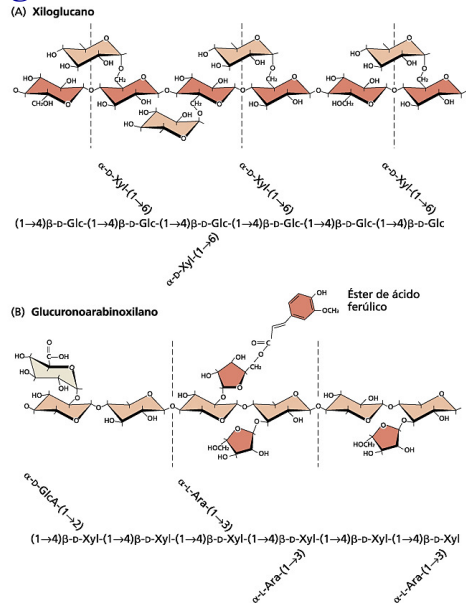 (A) Xiloglucano
α-D-Xyl-(1→6)
α-D-Xyl-(1→6)
α-D-Xyl-(1→6)
(1→4)β-D-Glc-(1→4)β-D-Glc-(1→4)β-D-Glc-(1→4)β-D-Glc-(1→4)β-D-Glc-(1→4)β-D-Glc
α-D-Xyl-(1→6)
(B) Glucuronoarabinoxilano
Éster de ácido
ferúlico
α-D-GlcA-(1→2)
α-L-Ara-(1→3)
(1→4)β-D-Xyl-(1→4)β-D-Xyl-(1→4)β-D-Xyl-(1→4)β-D-Xyl-(1→4)β-D-Xyl-(1→4)β-D-Xyl
α-L-Ara-(1→3)
α-L-Ara-(1→3)